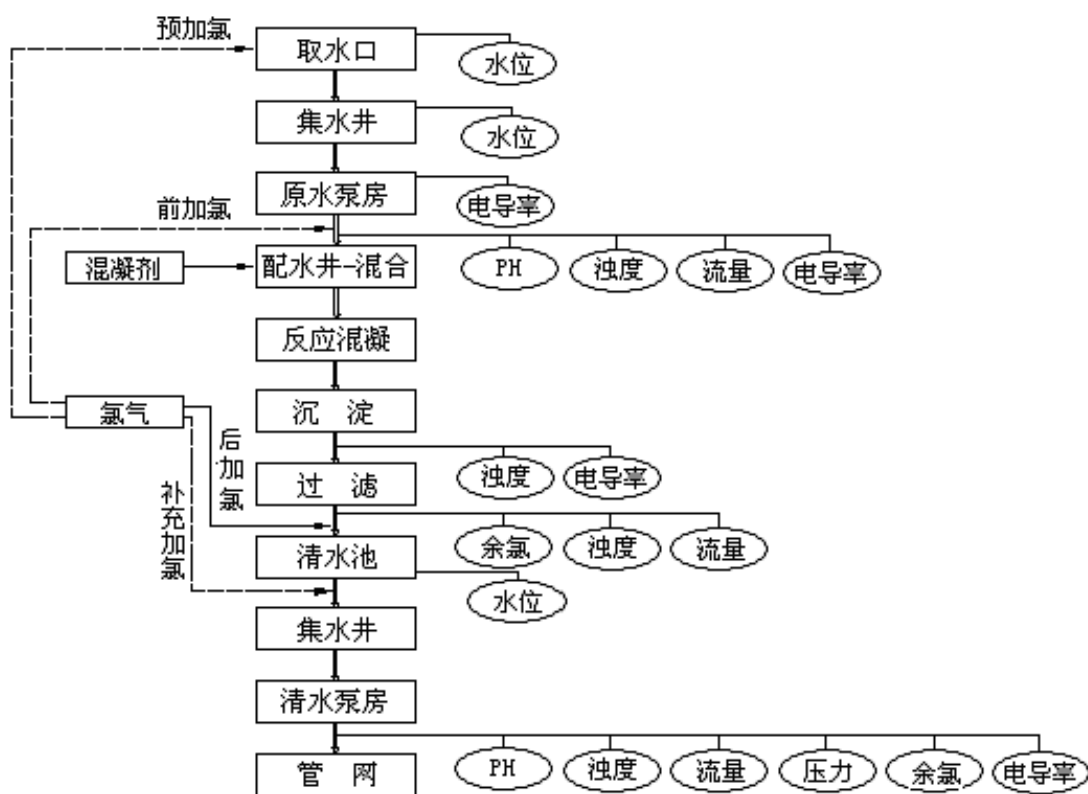 预加氯
取水口
水位
集水井
水位
原水泵房
电导率
前加氯
混凝剂
配水井-混合
PH
浊度
流量
电导率
反应混凝
氯气
沉 淀
后加氯
浊度
电导率
过 滤
补充加氯
余氯
浊度
流量
清水池
水位
集水井
清水泵房
管 网
PH
浊度
流量
压力
余氯
电导率